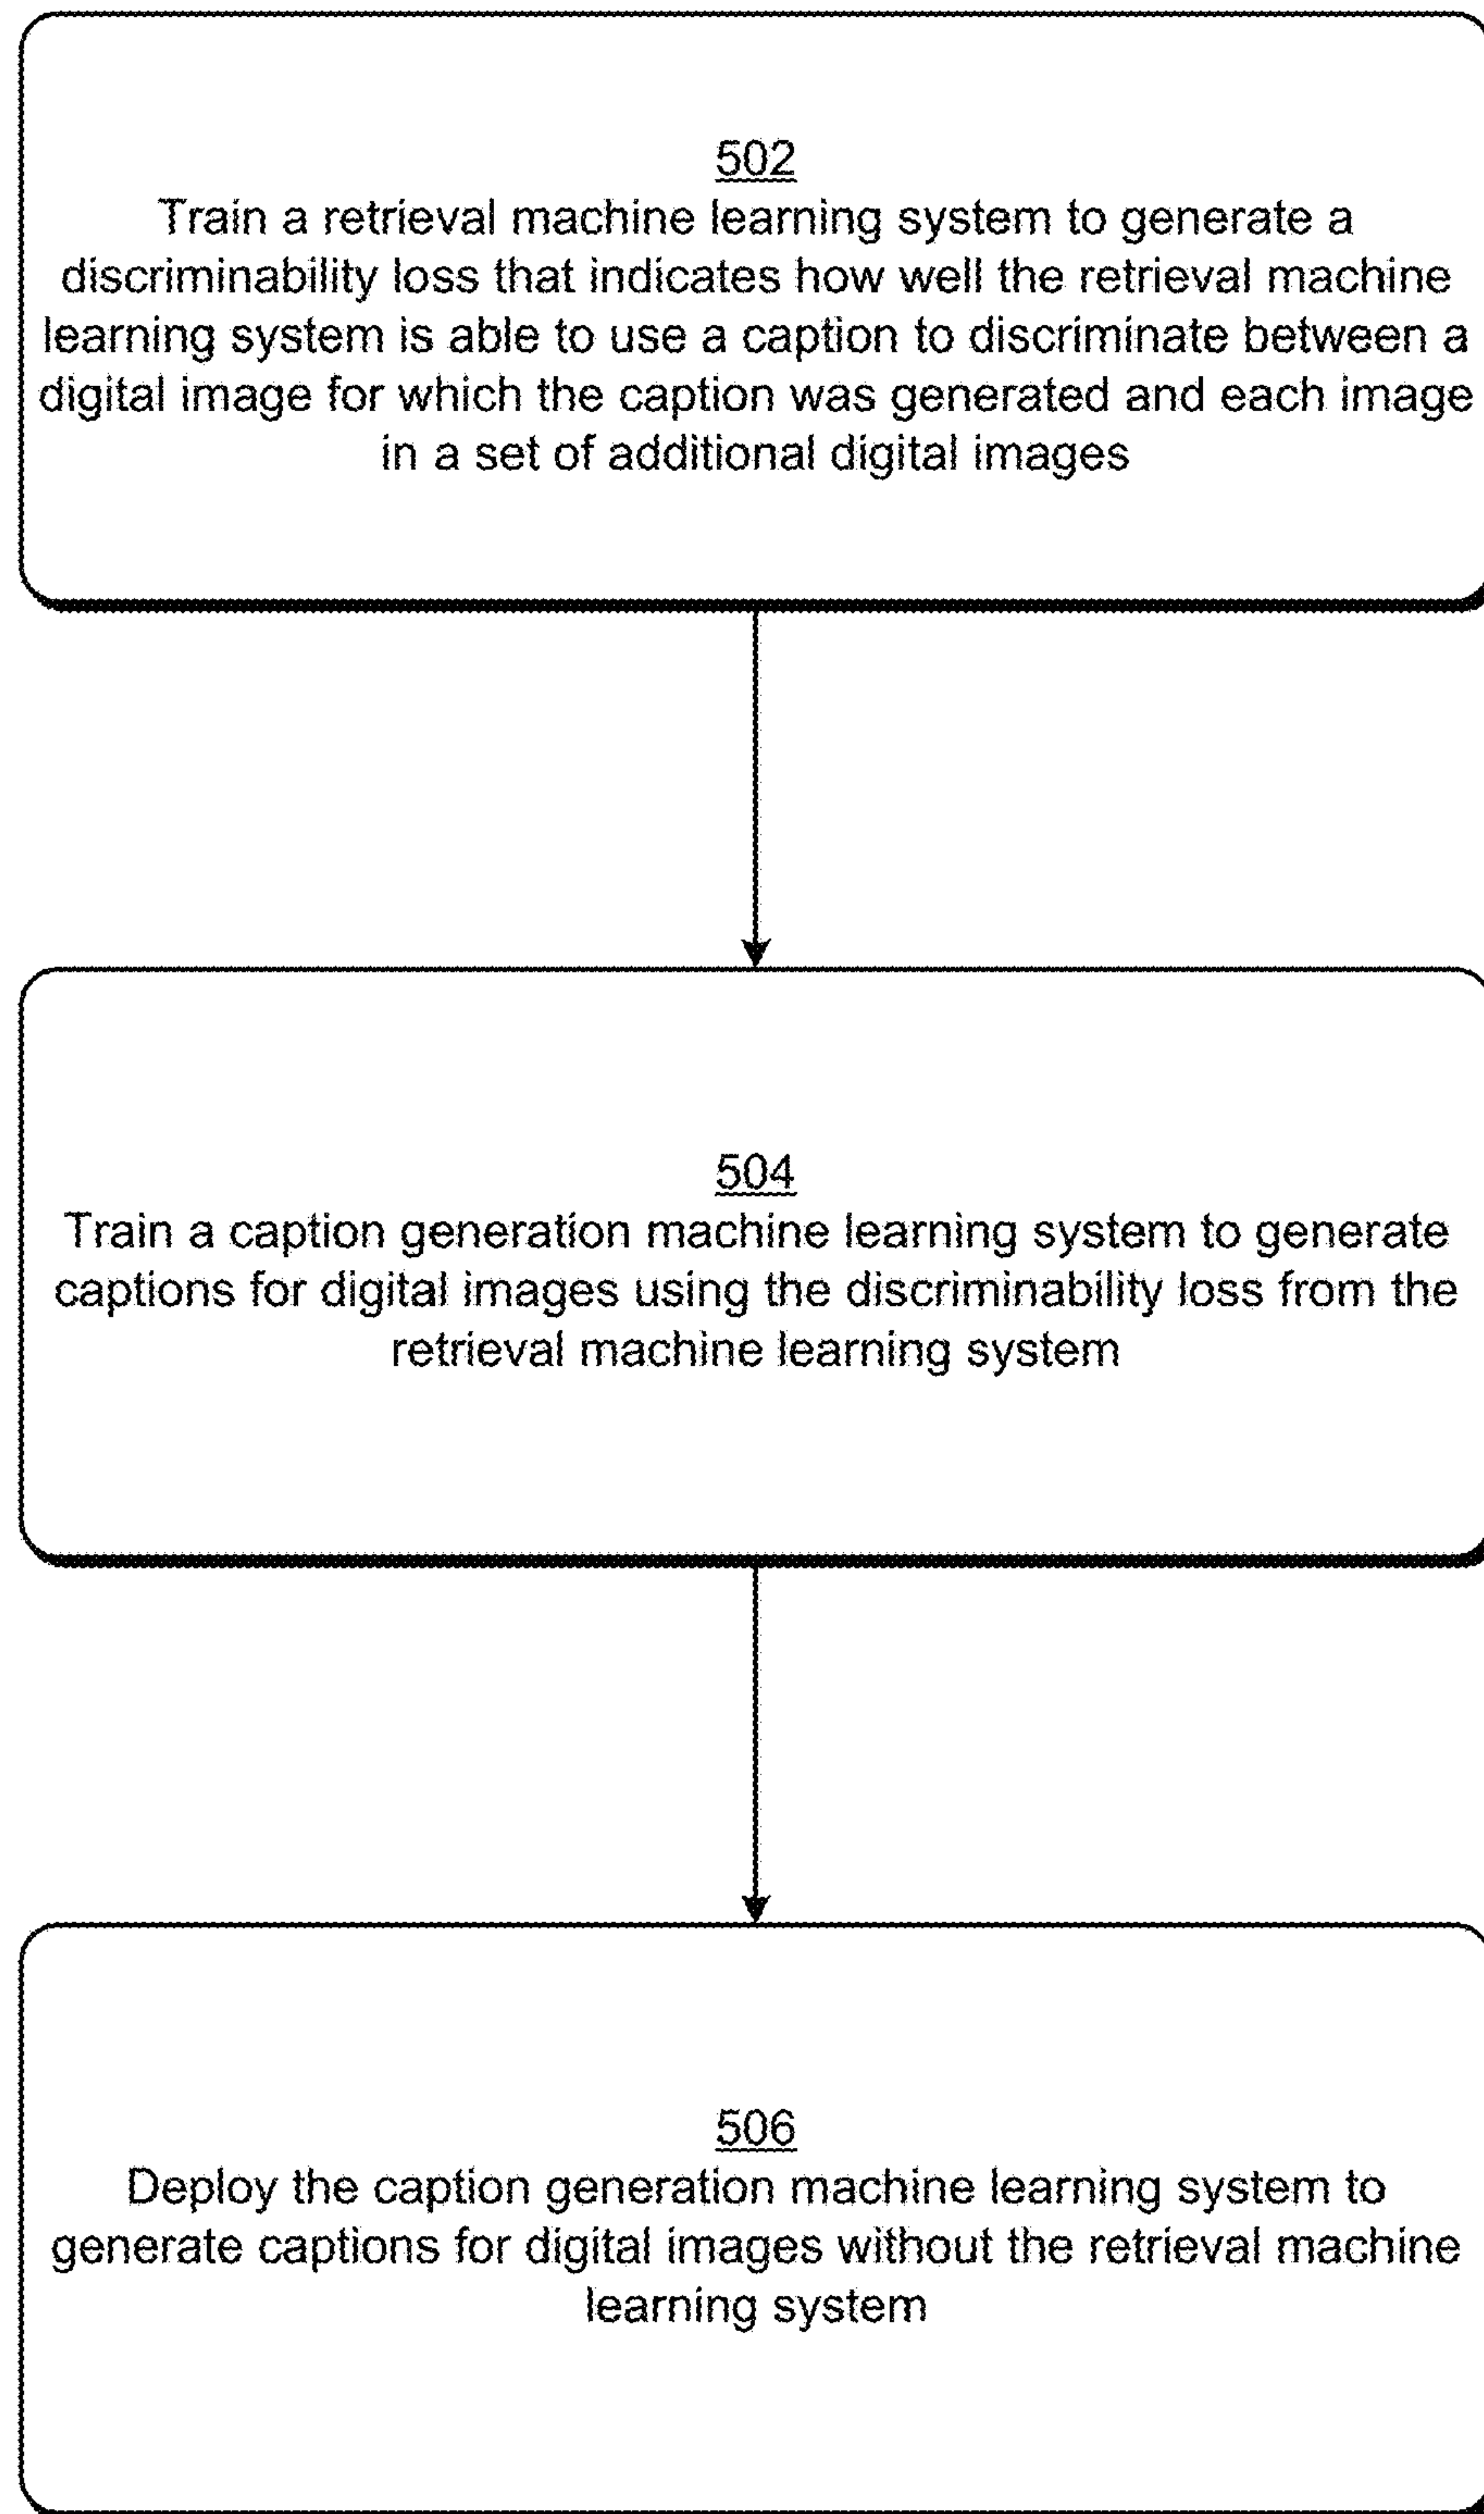 502
Train a retrieval machine learning system to generate a
discriminability loss that indicates how well the retrieval machine
learning system is able to use a caption to discriminate between a
digital image for which the caption was generated and each image
in a set of additional digital images
504
Train a caption generation machine learning system to generate
captions for digital images using the discriminability loss from the
retrieval machine learning system
506
Deploy the caption generation machine learning system to
generate captions for digital images without the retrieval machine
learning system